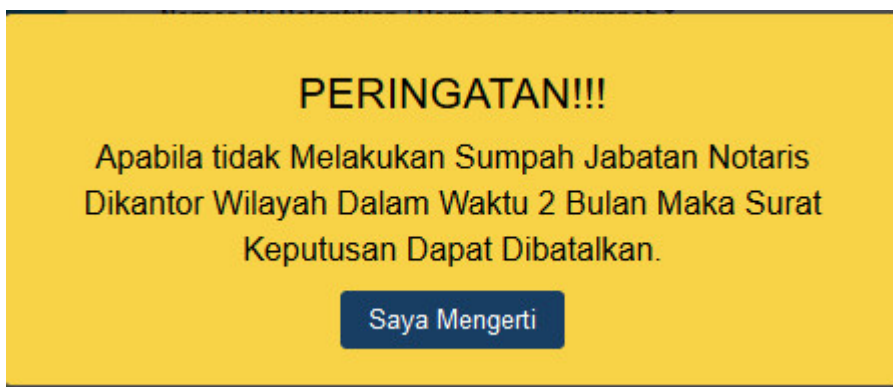 PERINGATAN!!!
Apabila tidak Melakukan Sumpah Jabatan Notaris
Dikantor Wilayah Dalam Waktu 2 Bulan Maka Surat
Keputusan Dapat Dibatalkan.
Saya Mengerti